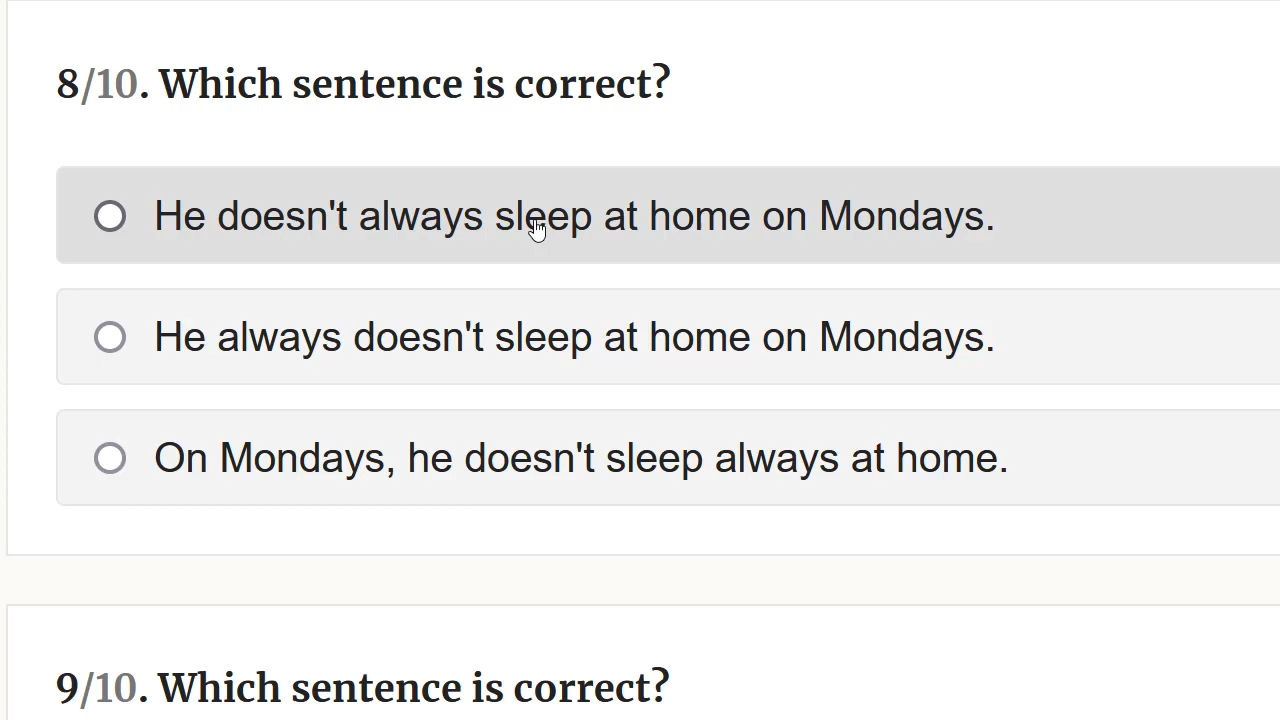 8/10. Which sentence is correct?
He doesn't always sleep at home on Mondays.
He always doesn't sleep at home on Mondays.
On Mondays, he doesn't sleep always at home.
9/10. Which sentence is correct?